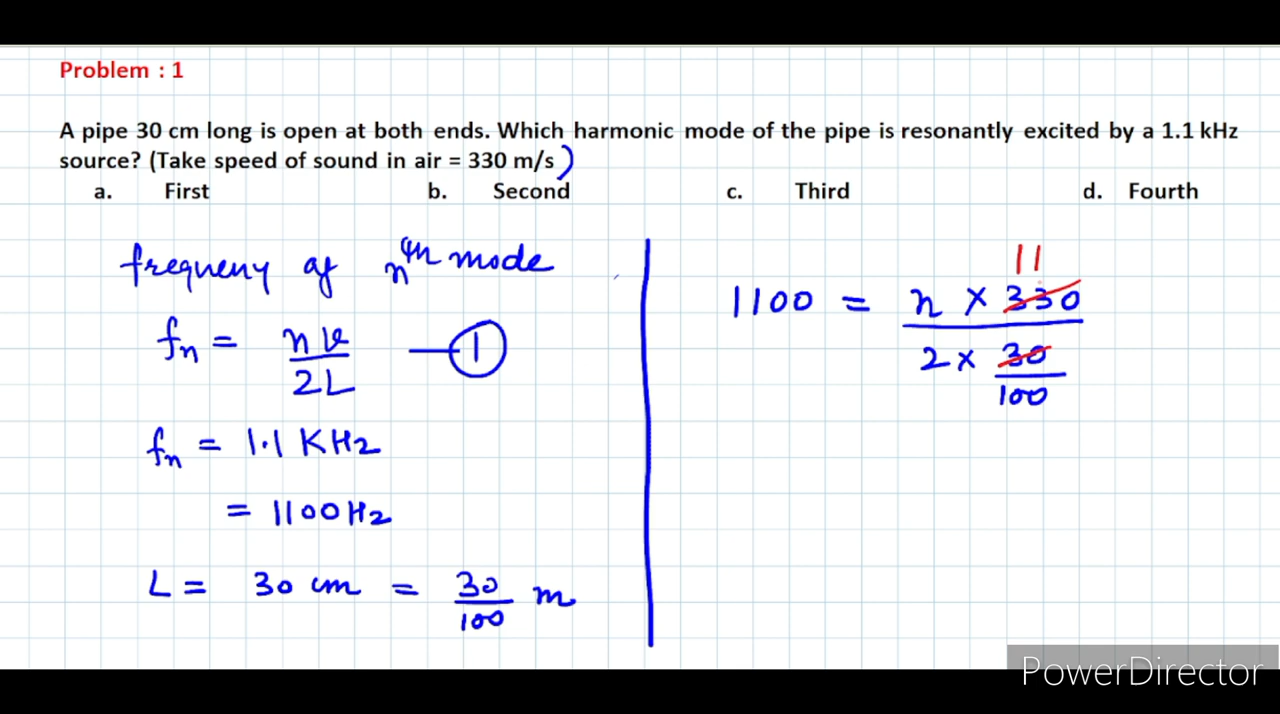 Problem : 1
A pipe 30 cm long is open at both ends. Which harmonic mode of the pipe is resonantly excited by a 1.1 kHz
source? (Take speed of sound in air = 330 m/s )
a. First b. Second c. Third d. Fourth
frequeny of nth mode
fn = nv/2L — 1
fn = 1.1 KHz
= 1100Hz
L = 30 cm = 30/100 m
11
1100 = n × 330 / 2 × 30/100
PowerDirector